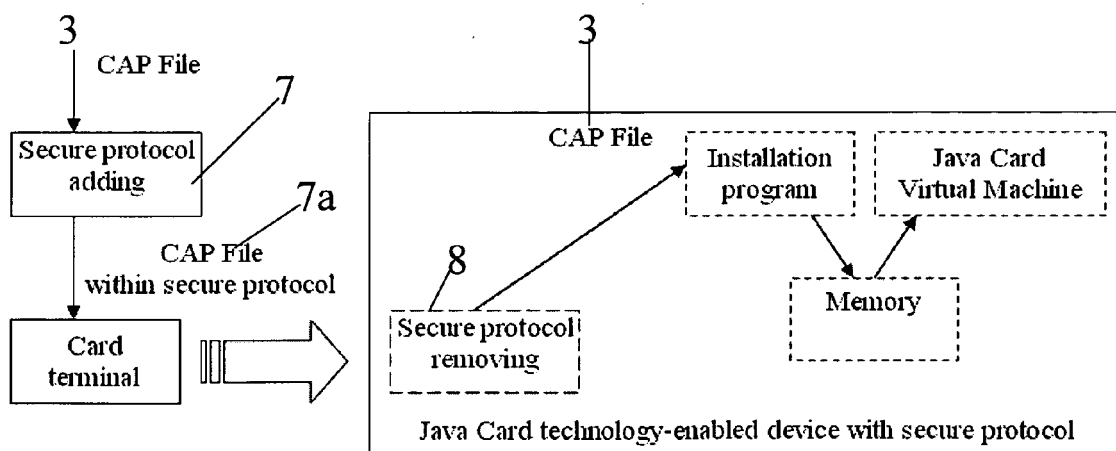 3
CAP File
7
Secure protocol
adding
7a
CAP File
within secure protocol
Card
terminal
3
CAP File
Installation
program
Java Card
Virtual Machine
Memory
8
Secure protocol
removing
Java Card technology-enabled device with secure protocol